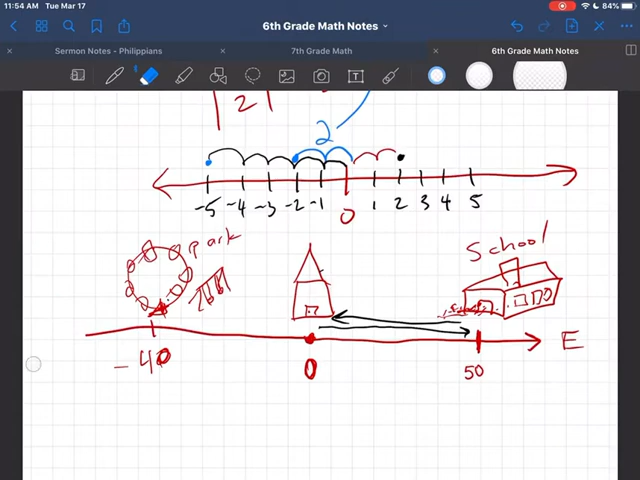 11:54 AM Tue Mar 17 84%
6th Grade Math Notes
Sermon Notes - Philippians 7th Grade Math 6th Grade Math Notes
|2|
2
-5 -4 -3 -2 -1 0 1 2 3 4 5
park School
E
-40 0 50